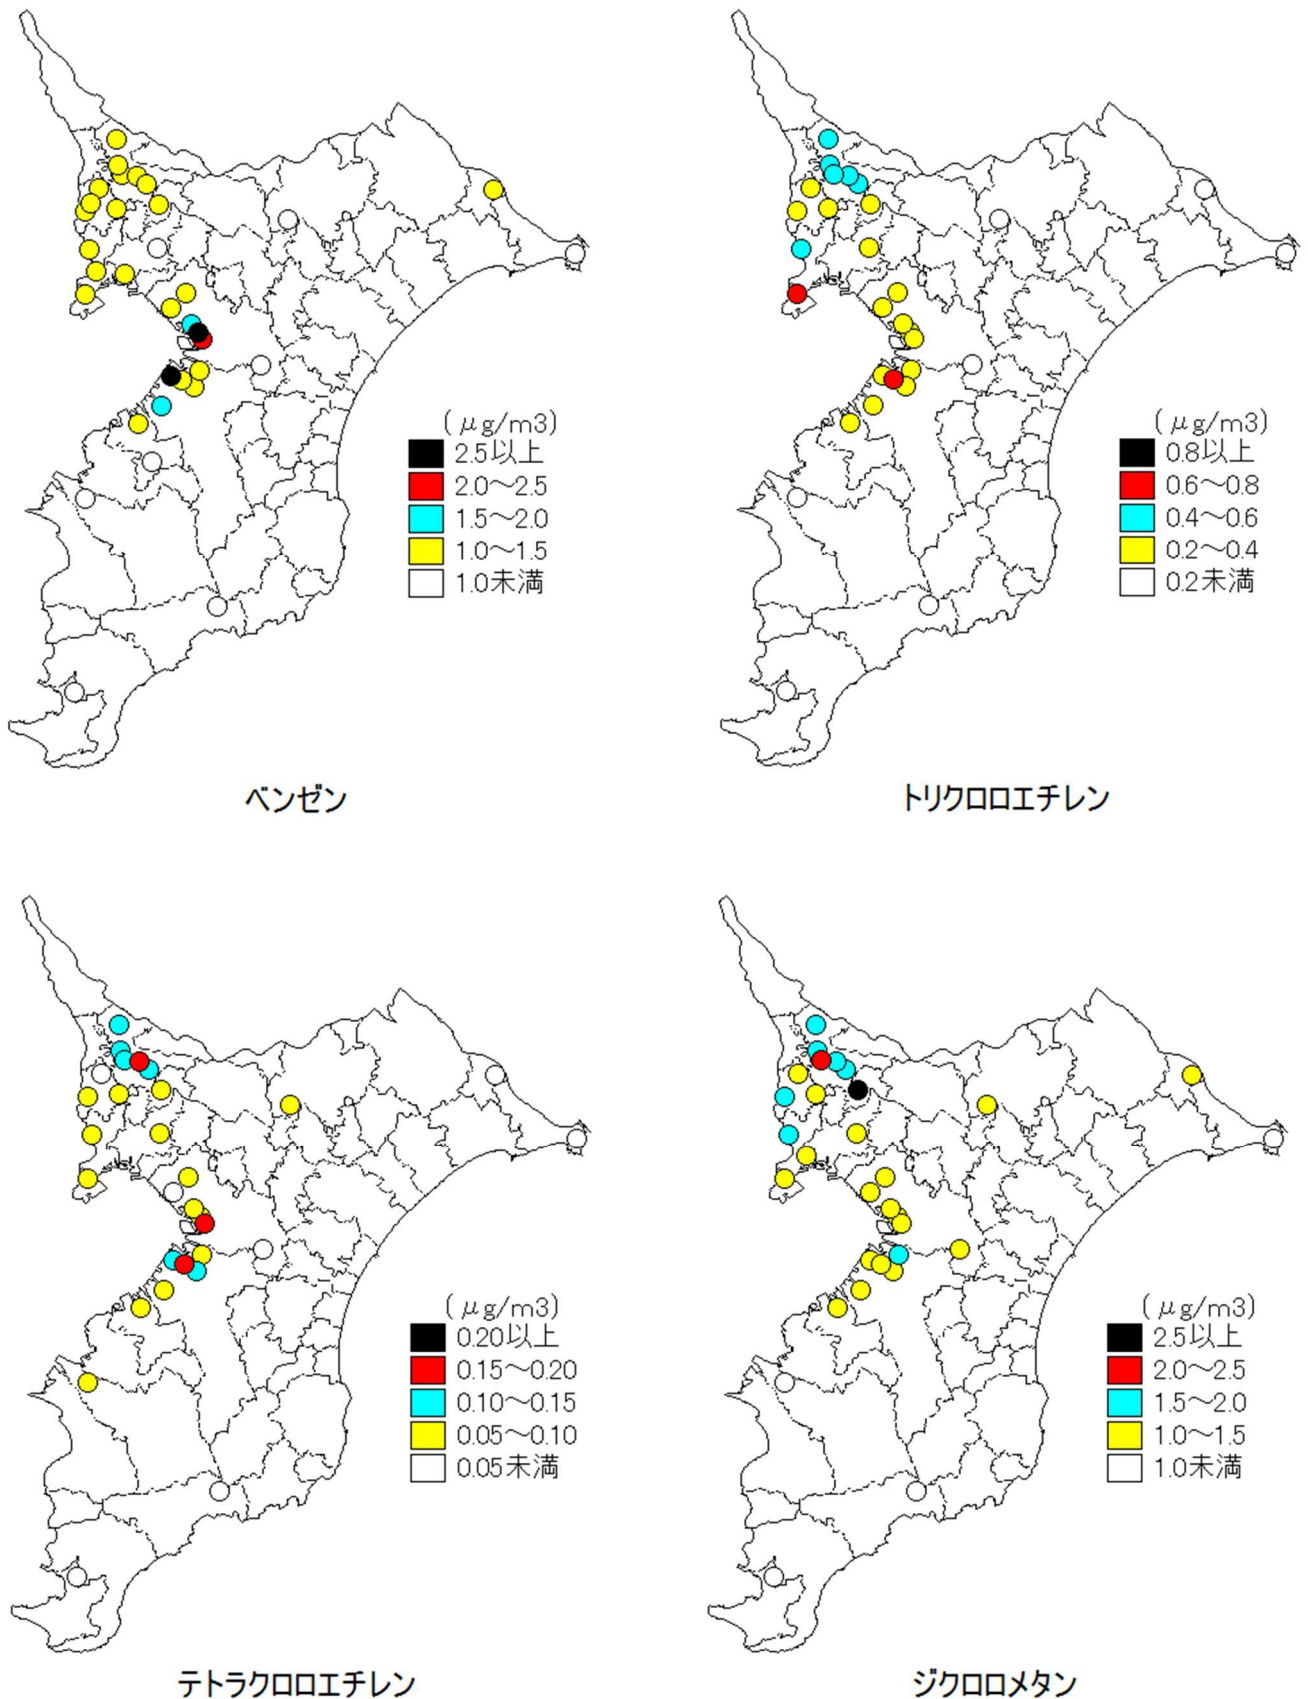 (μg/m3)
2.5以上
2.0～2.5
1.5～2.0
1.0～1.5
1.0未満
ベンゼン
(μg/m3)
0.8以上
0.6～0.8
0.4～0.6
0.2～0.4
0.2未満
トリクロロエチレン
(μg/m3)
0.20以上
0.15～0.20
0.10～0.15
0.05～0.10
0.05未満
テトラクロロエチレン
(μg/m3)
2.5以上
2.0～2.5
1.5～2.0
1.0～1.5
1.0未満
ジクロロメタン